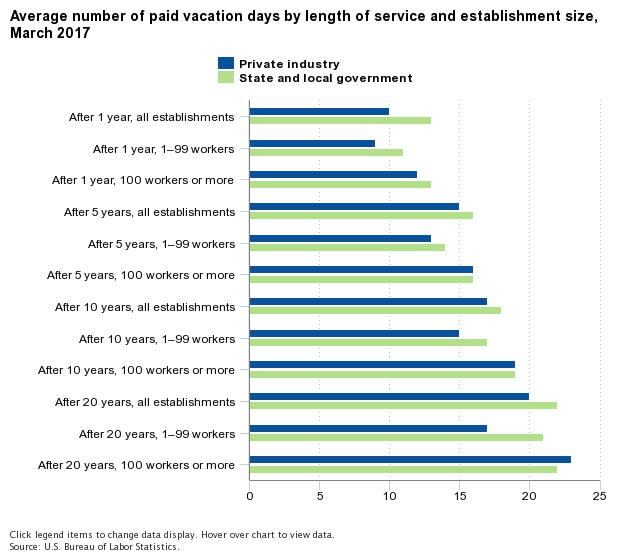 Average number of paid vacation days by length of service and establishment size,
March 2017
Private industry
State and local government
After 1 year, all establishments
After 1 year, 1–99 workers
After 1 year, 100 workers or more
After 5 years, all establishments
After 5 years, 1–99 workers
After 5 years, 100 workers or more
After 10 years, all establishments
After 10 years, 1–99 workers
After 10 years, 100 workers or more
After 20 years, all establishments
After 20 years, 1–99 workers
After 20 years, 100 workers or more
0 5 10 15 20 25
Click legend items to change data display. Hover over chart to view data.
Source: U.S. Bureau of Labor Statistics.